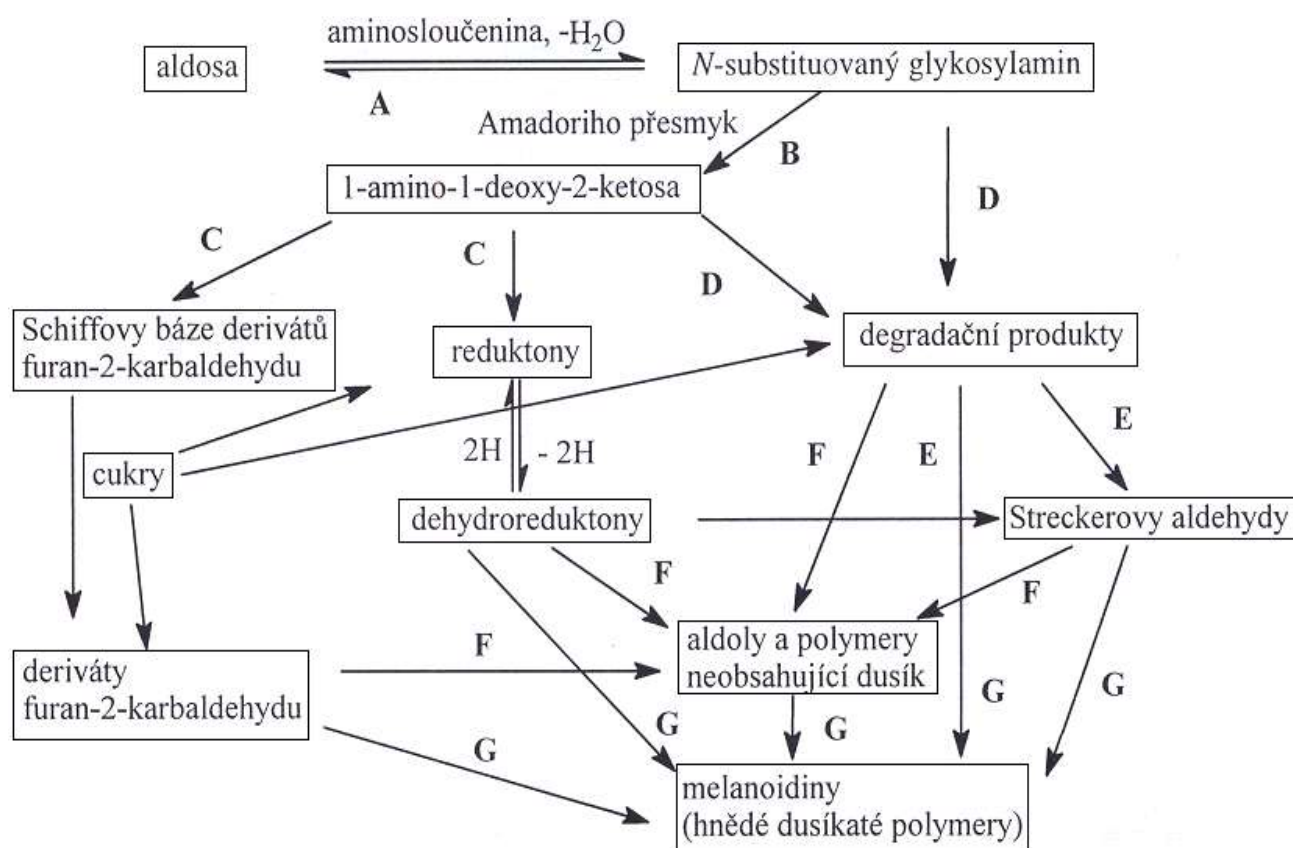 aminosloučenina, -H2O
aldosa
N-substituovaný glykosylamin
A
Amadoriho přesmyk
B
1-amino-1-deoxy-2-ketosa
D
C
C
D
Schiffovy báze derivátů
furan-2-karbaldehydu
reduktony
degradační produkty
E
2H
- 2H
F
E
cukry
dehydroreduktony
Streckerovy aldehydy
F
F
aldoly a polymery
neobsahující dusík
F
deriváty
furan-2-karbaldehydu
G
G
G
G
G
melanoidiny
(hnědé dusíkaté polymery)